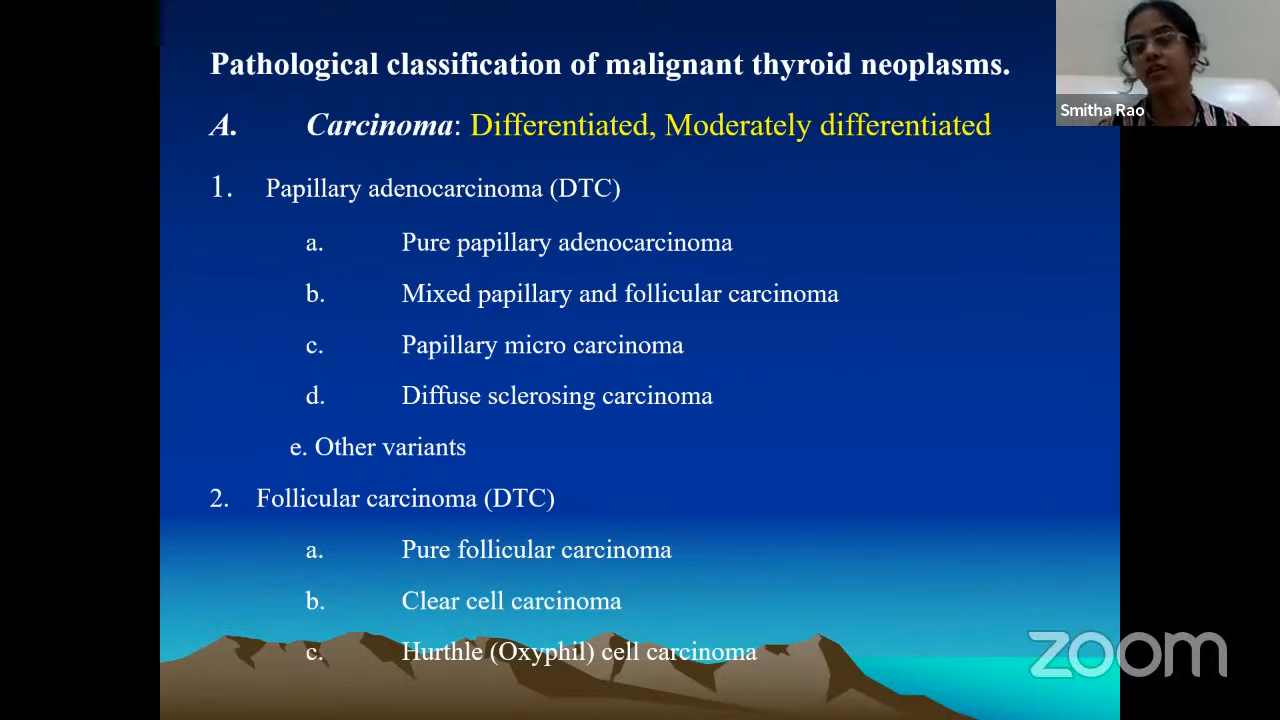 Pathological classification of malignant thyroid neoplasms.
Smitha Rao
A. Carcinoma: Differentiated, Moderately differentiated
1. Papillary adenocarcinoma (DTC)
a. Pure papillary adenocarcinoma
b. Mixed papillary and follicular carcinoma
c. Papillary micro carcinoma
d. Diffuse sclerosing carcinoma
e. Other variants
2. Follicular carcinoma (DTC)
a. Pure follicular carcinoma
b. Clear cell carcinoma
c. Hurthle (Oxyphil) cell carcinoma
zoom